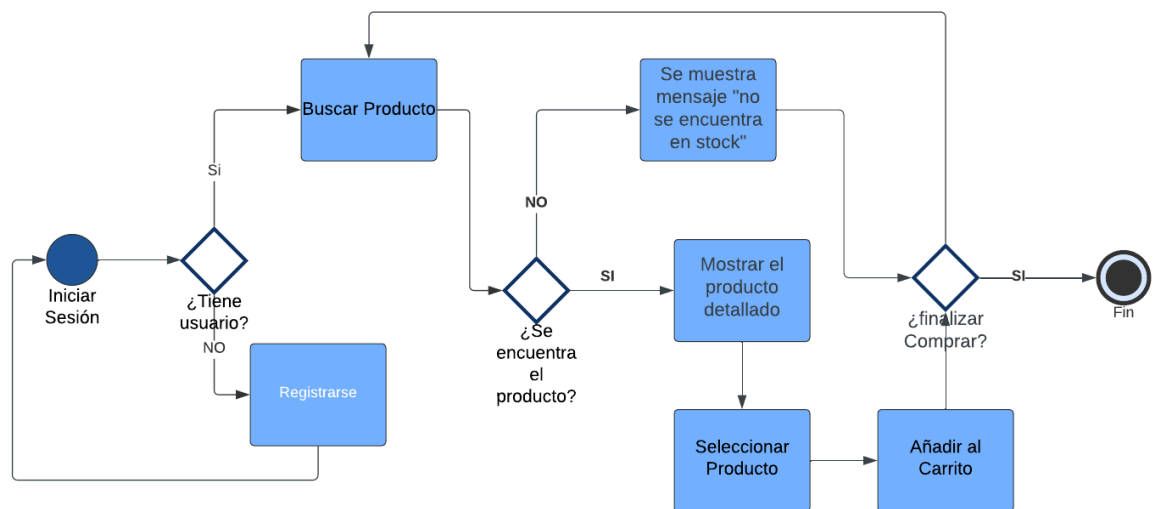 Buscar Producto
Se muestra
mensaje "no
se encuentra
en stock"
Si
NO
Iniciar
Sesión
¿Tiene
usuario?
NO
Registrarse
SI
¿Se
encuentra
el
producto?
Mostrar el
producto
detallado
Seleccionar
Producto
Añadir al
Carrito
¿finalizar
Comprar?
SI
Fin